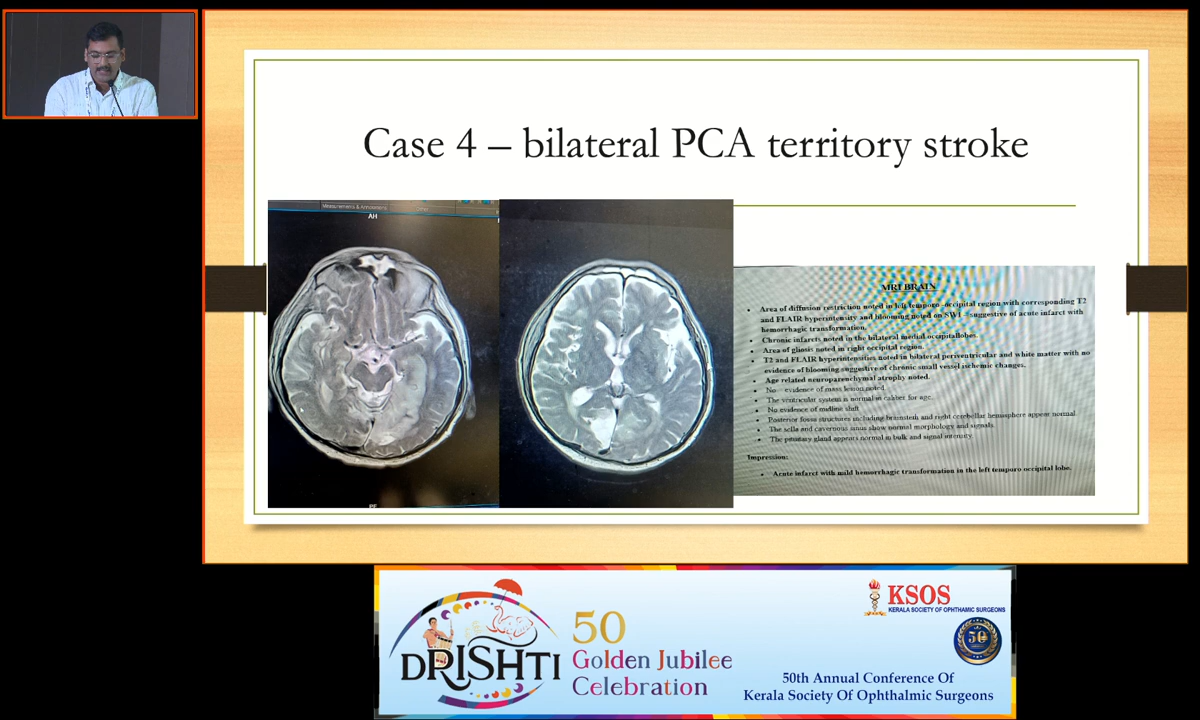 Case 4 – bilateral PCA territory stroke
Measurements & Annotations
AH
MRI BRAIN
Area of diffusion restriction noted in left temporo -occipital region with corresponding T2
and FLAIR hyperintensity and blooming noted on SWI – suggestive of acute infarct with
hemorrhagic transformation.
Chronic infarcts noted in the bilateral medial occipital lobes.
Area of gliosis noted in right occipital region.
T2 and FLAIR hyperintensities noted in bilateral periventricular and white matter with no
evidence of blooming suggestive of chronic small vessel ischemic changes.
Age related neuroparenchymal atrophy noted.
No evidence of mass lesion noted.
The ventricular system is normal in caliber for age.
No evidence of midline shift
Posterior fossa structures including brainstem and right cerebellar hemisphere appear normal.
The sella and cavernous sinus show normal morphology and signals.
The pituitary gland appears normal in bulk and signal intensity.
Impression:
Acute infarct with mild hemorrhagic transformation in the left temporo occipital lobe.
DRISHTI
50
Golden Jubilee
Celebration
KSOS
KERALA SOCIETY OF OPHTHAMIC SURGEONS
50
50th Annual Conference Of
Kerala Society Of Ophthalmic Surgeons